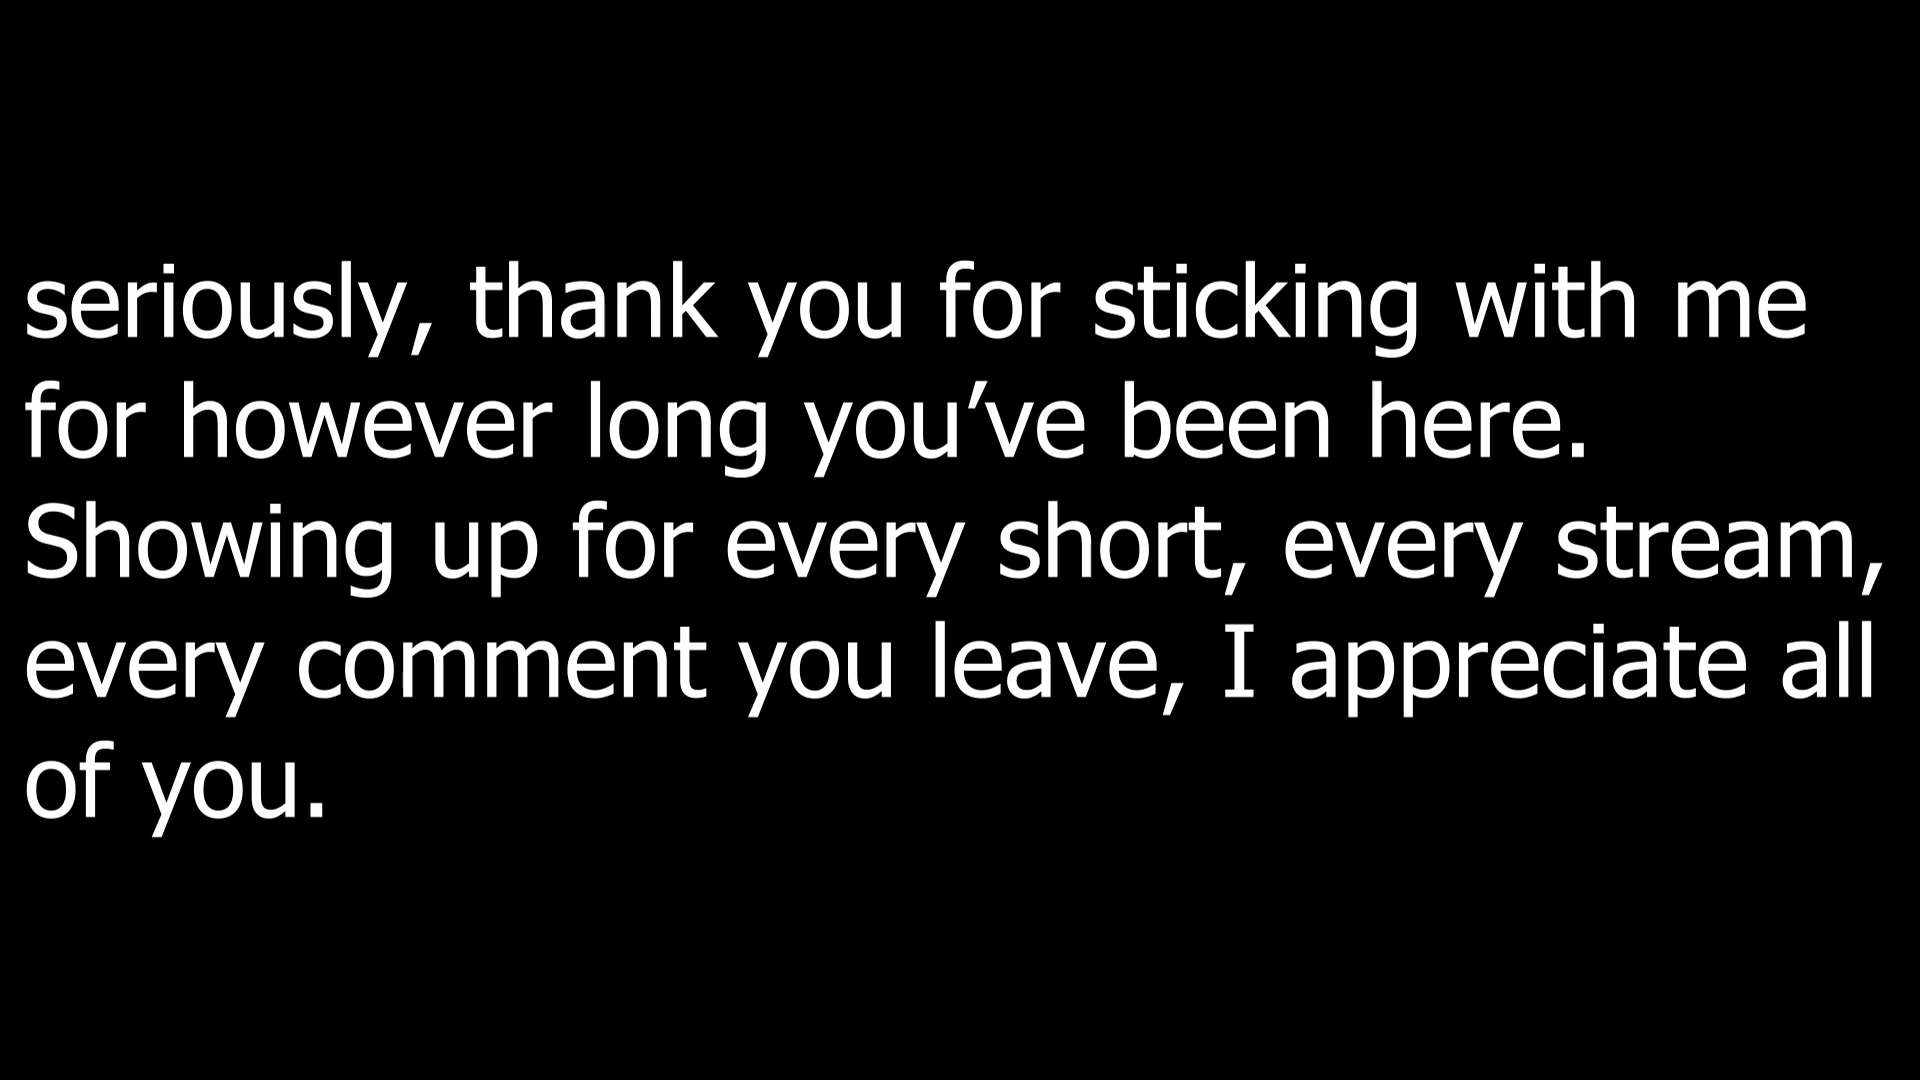 seriously, thank you for sticking with me
for however long you’ve been here.
Showing up for every short, every stream,
every comment you leave, I appreciate all
of you.